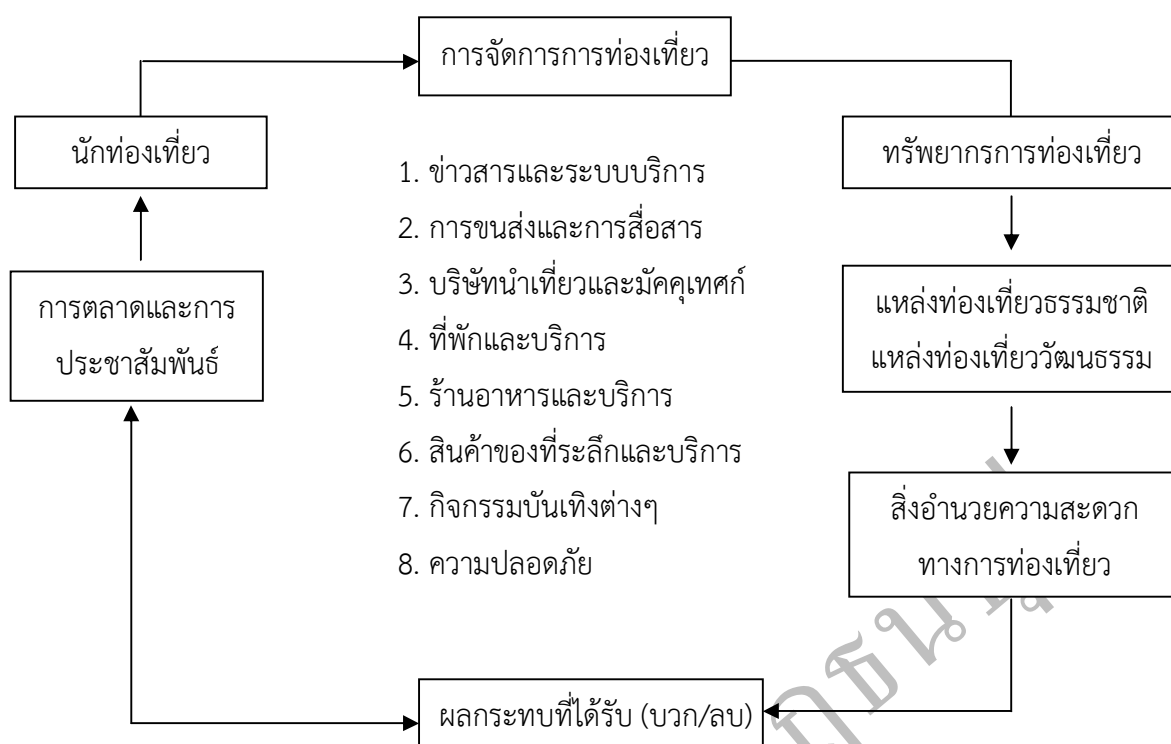 การจัดการการท่องเที่ยว
นักท่องเที่ยว
ทรัพยากรการท่องเที่ยว
1. ข่าวสารและระบบบริการ
2. การขนส่งและการสื่อสาร
3. บริษัทนำเที่ยวและมัคคุเทศก์
4. ที่พักและบริการ
5. ร้านอาหารและบริการ
6. สินค้าของที่ระลึกและบริการ
7. กิจกรรมบันเทิงต่างๆ
8. ความปลอดภัย
การตลาดและการ
ประชาสัมพันธ์
แหล่งท่องเที่ยวธรรมชาติ
แหล่งท่องเที่ยววัฒนธรรม
สิ่งอำนวยความสะดวก
ทางการท่องเที่ยว
ผลกระทบที่ได้รับ (บวก/ลบ)